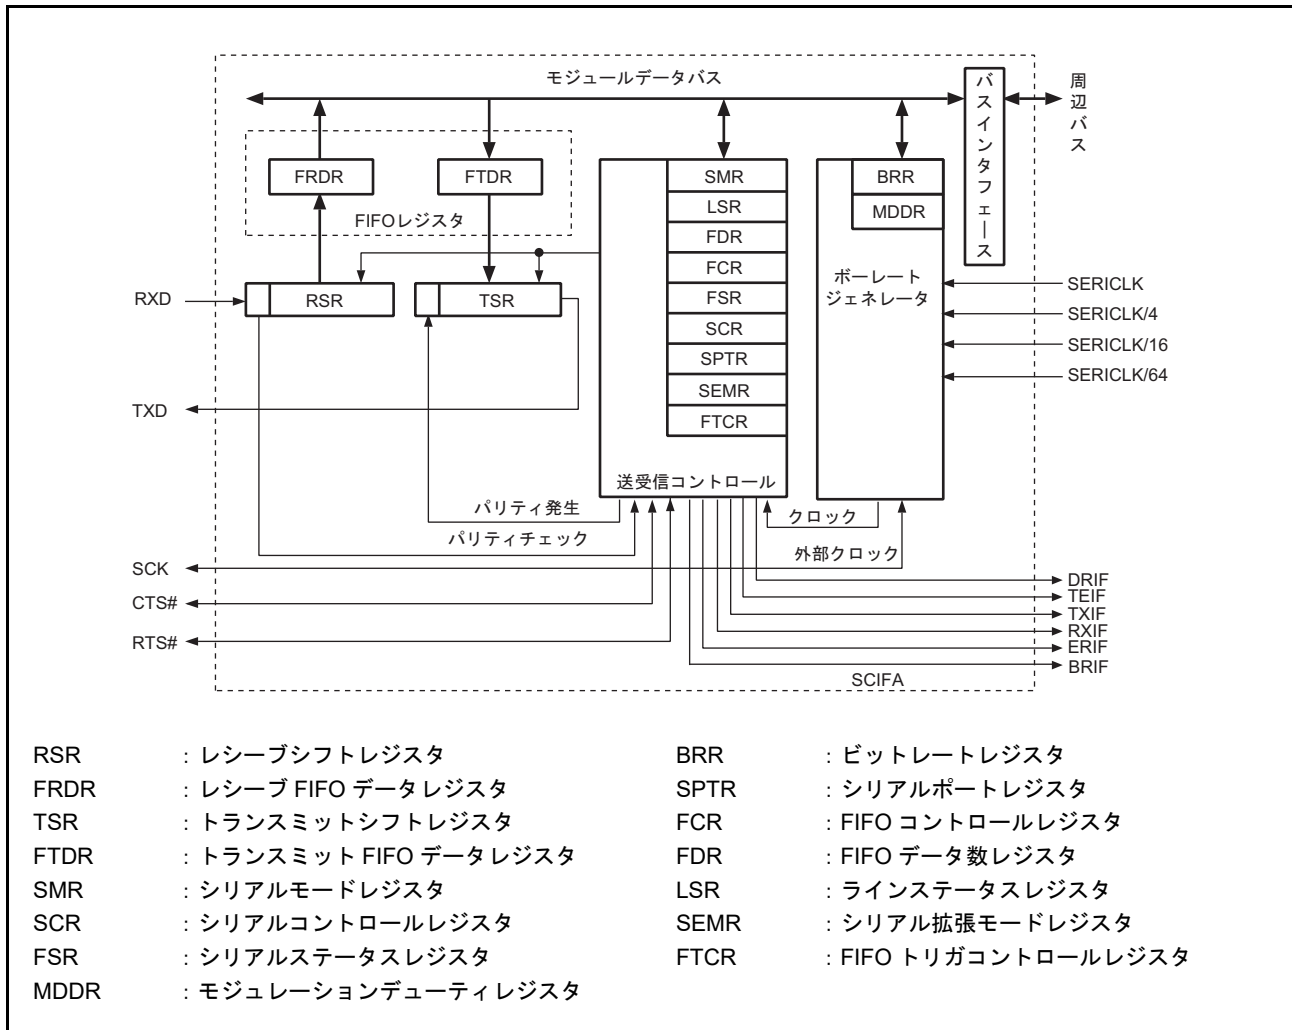 モジュールデータバス
バスインタフェース
周辺バス
FRDR
FTDR
FIFOレジスタ
SMR
LSR
FDR
FCR
FSR
SCR
SPTR
SEMR
FTCR
送受信コントロール
BRR
MDDR
ボーレート
ジェネレータ
RXD
RSR
TSR
SERICLK
SERICLK/4
SERICLK/16
SERICLK/64
TXD
パリティ発生
パリティチェック
クロック
外部クロック
SCK
CTS#
RTS#
DRIF
TEIF
TXIF
RXIF
ERIF
BRIF
SCIFA
RSR : レシーブシフトレジスタ
FRDR : レシーブ FIFO データレジスタ
TSR : トランスミットシフトレジスタ
FTDR : トランスミット FIFO データレジスタ
SMR : シリアルモードレジスタ
SCR : シリアルコントロールレジスタ
FSR : シリアルステータスレジスタ
MDDR : モジュレーションデューティレジスタ
BRR : ビットレートレジスタ
SPTR : シリアルポートレジスタ
FCR : FIFO コントロールレジスタ
FDR : FIFO データ数レジスタ
LSR : ラインステータスレジスタ
SEMR : シリアル拡張モードレジスタ
FTCR : FIFO トリガコントロールレジスタ